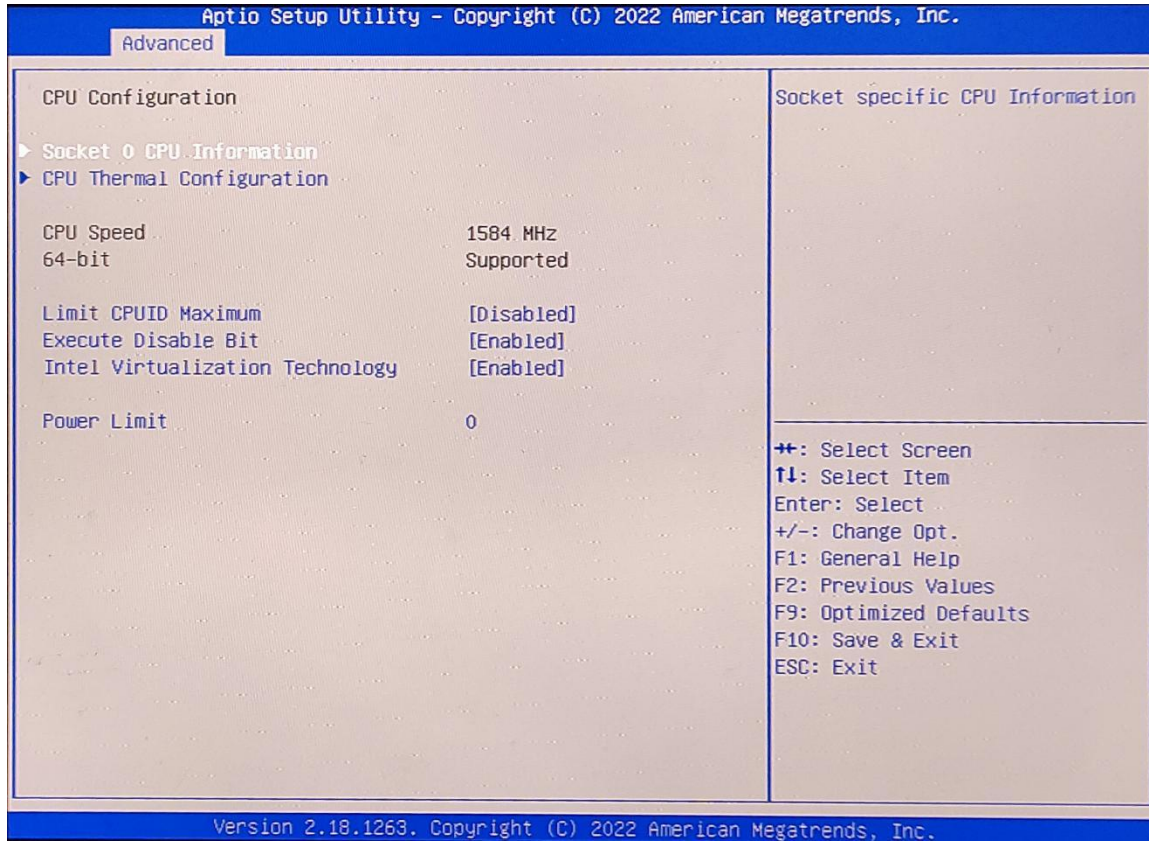 Aptio Setup Utility – Copyright (C) 2022 American Megatrends, Inc.
Advanced
CPU Configuration
Socket 0 CPU Information
CPU Thermal Configuration
CPU Speed 1584 MHz
64-bit Supported
Limit CPUID Maximum [Disabled]
Execute Disable Bit [Enabled]
Intel Virtualization Technology [Enabled]
Power Limit 0
Socket specific CPU Information
→←: Select Screen
↑↓: Select Item
Enter: Select
+/-: Change Opt.
F1: General Help
F2: Previous Values
F9: Optimized Defaults
F10: Save & Exit
ESC: Exit
Version 2.18.1263. Copyright (C) 2022 American Megatrends, Inc.